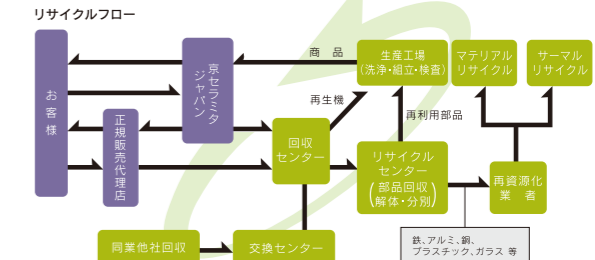 リサイクルフロー
お客様
京セラミタ
ジャパン
正規販売代理店
商 品
生産工場
(洗浄・組立・検査)
マテリアル
リサイクル
サーマル
リサイクル
再生機
再利用部品
回収
センター
リサイクル
センター
(部品回収
解体・分別)
再資源化
業 者
同業他社回収
交換センター
鉄、アルミ、銅、
プラスチック、ガラス 等